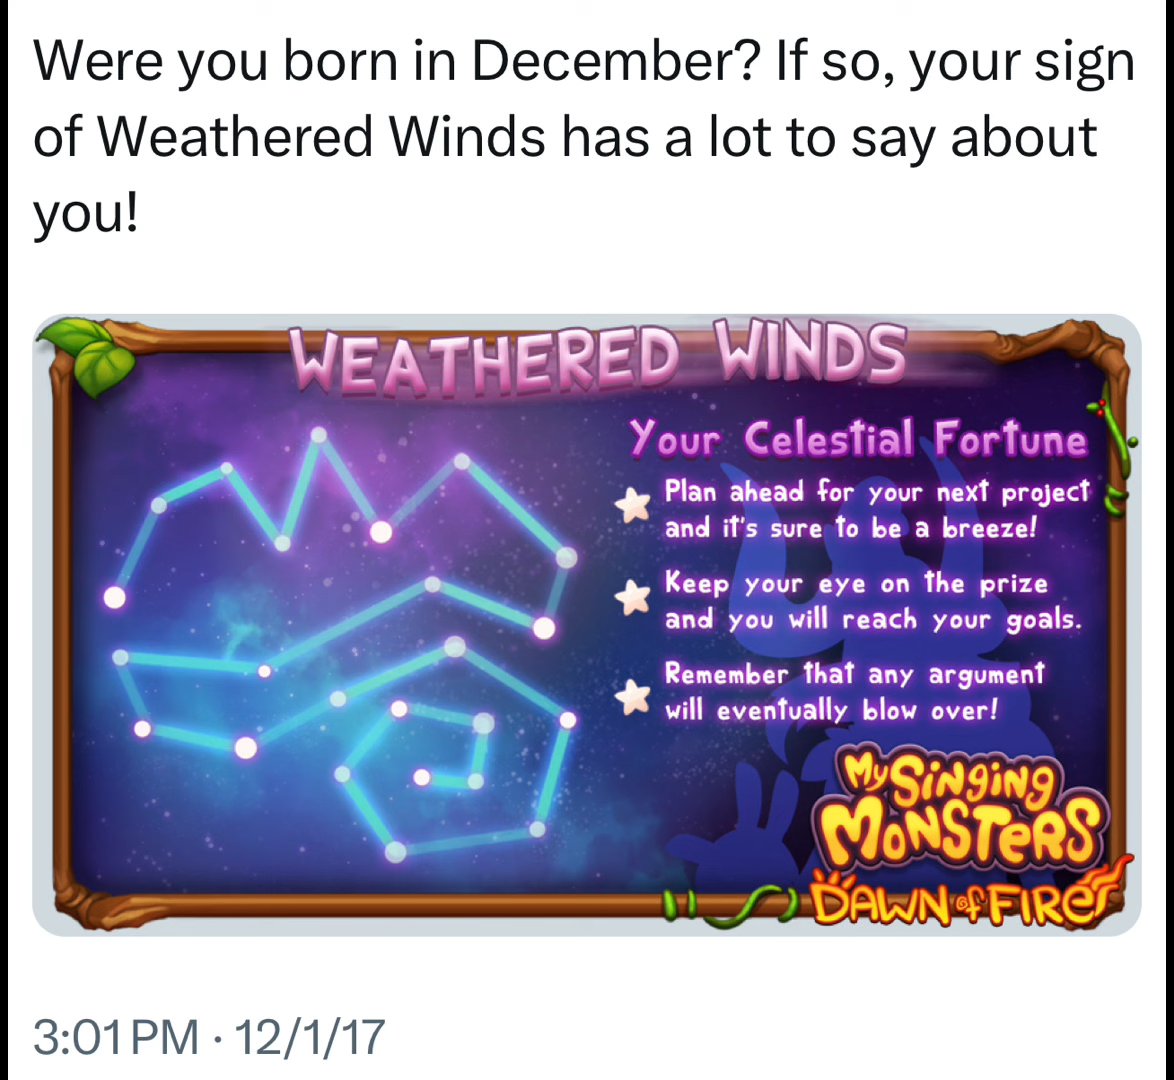 Were you born in December? If so, your sign
of Weathered Winds has a lot to say about
you!
WEATHERED WINDS
Your Celestial Fortune
Plan ahead for your next project
and it's sure to be a breeze!
Keep your eye on the prize
and you will reach your goals.
Remember that any argument
will eventually blow over!
My Singing
Monsters
DAWN of FIRE
3:01 PM · 12/1/17